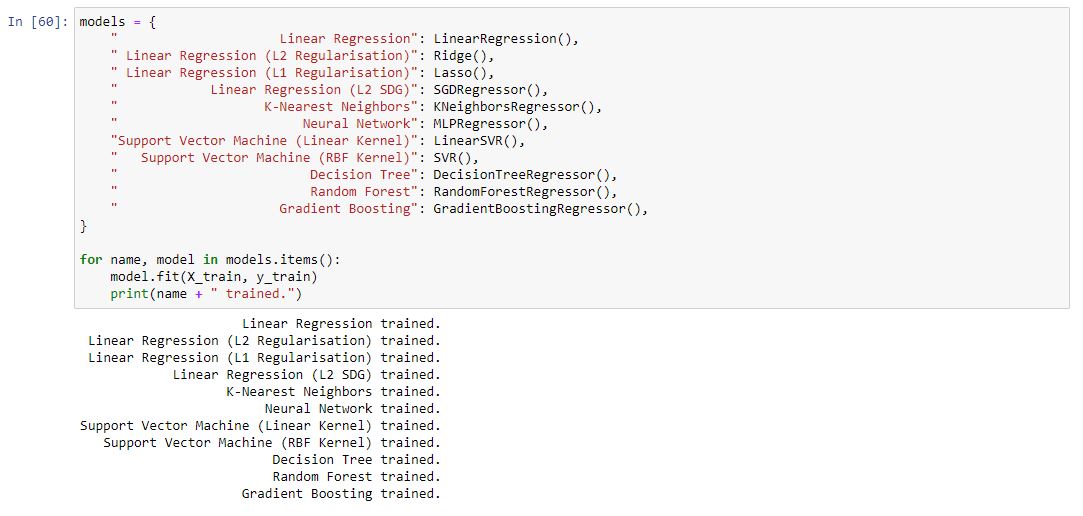 In [60]: models = {
    "                     Linear Regression": LinearRegression(),
    " Linear Regression (L2 Regularisation)": Ridge(),
    " Linear Regression (L1 Regularisation)": Lasso(),
    "            Linear Regression (L2 SDG)": SGDRegressor(),
    "                   K-Nearest Neighbors": KNeighborsRegressor(),
    "                        Neural Network": MLPRegressor(),
    "Support Vector Machine (Linear Kernel)": LinearSVR(),
    "   Support Vector Machine (RBF Kernel)": SVR(),
    "                         Decision Tree": DecisionTreeRegressor(),
    "                         Random Forest": RandomForestRegressor(),
    "                     Gradient Boosting": GradientBoostingRegressor(),
}
for name, model in models.items():
    model.fit(X_train, y_train)
    print(name + " trained.")
                     Linear Regression trained.
 Linear Regression (L2 Regularisation) trained.
 Linear Regression (L1 Regularisation) trained.
            Linear Regression (L2 SDG) trained.
                   K-Nearest Neighbors trained.
                        Neural Network trained.
Support Vector Machine (Linear Kernel) trained.
   Support Vector Machine (RBF Kernel) trained.
                         Decision Tree trained.
                         Random Forest trained.
                     Gradient Boosting trained.